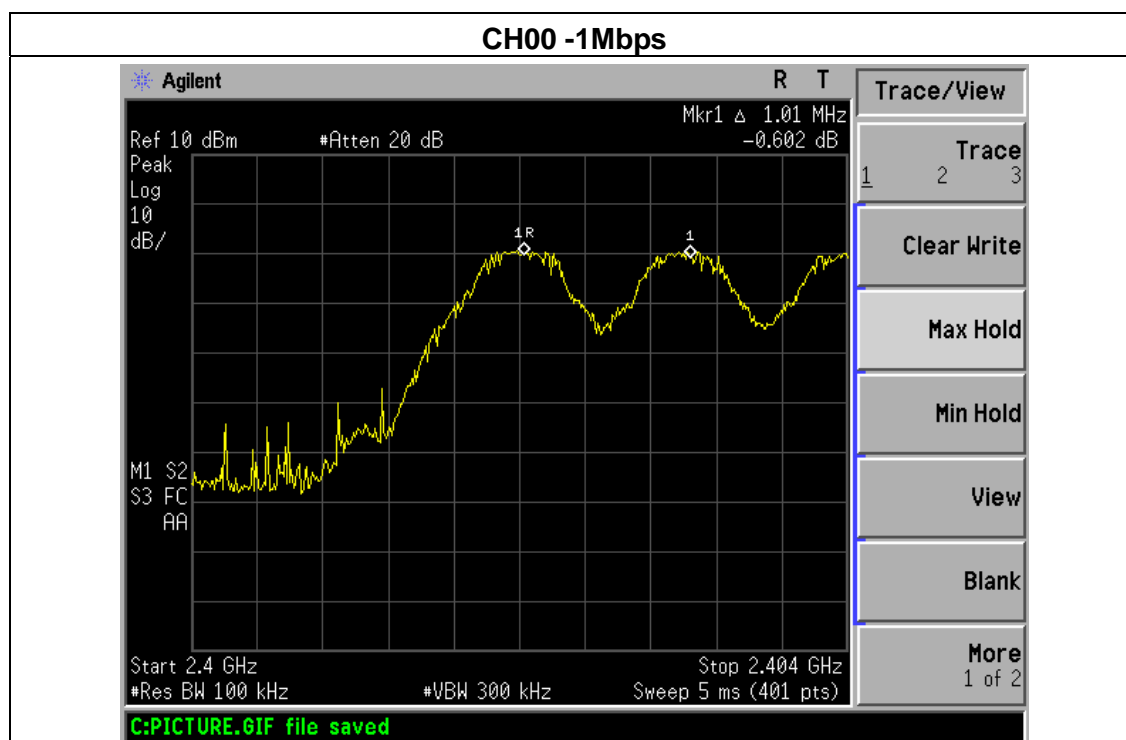 CH00 -1Mbps
Agilent
R T
Mkr1 Δ 1.01 MHz
Ref 10 dBm #Atten 20 dB -0.602 dB
Peak
Log
10
dB/
1R
1
M1 S2
S3 FC
AA
Start 2.4 GHz Stop 2.404 GHz
#Res BW 100 kHz #VBW 300 kHz Sweep 5 ms (401 pts)
C:PICTURE.GIF file saved
Trace/View
Trace
1 2 3
Clear Write
Max Hold
Min Hold
View
Blank
More
1 of 2